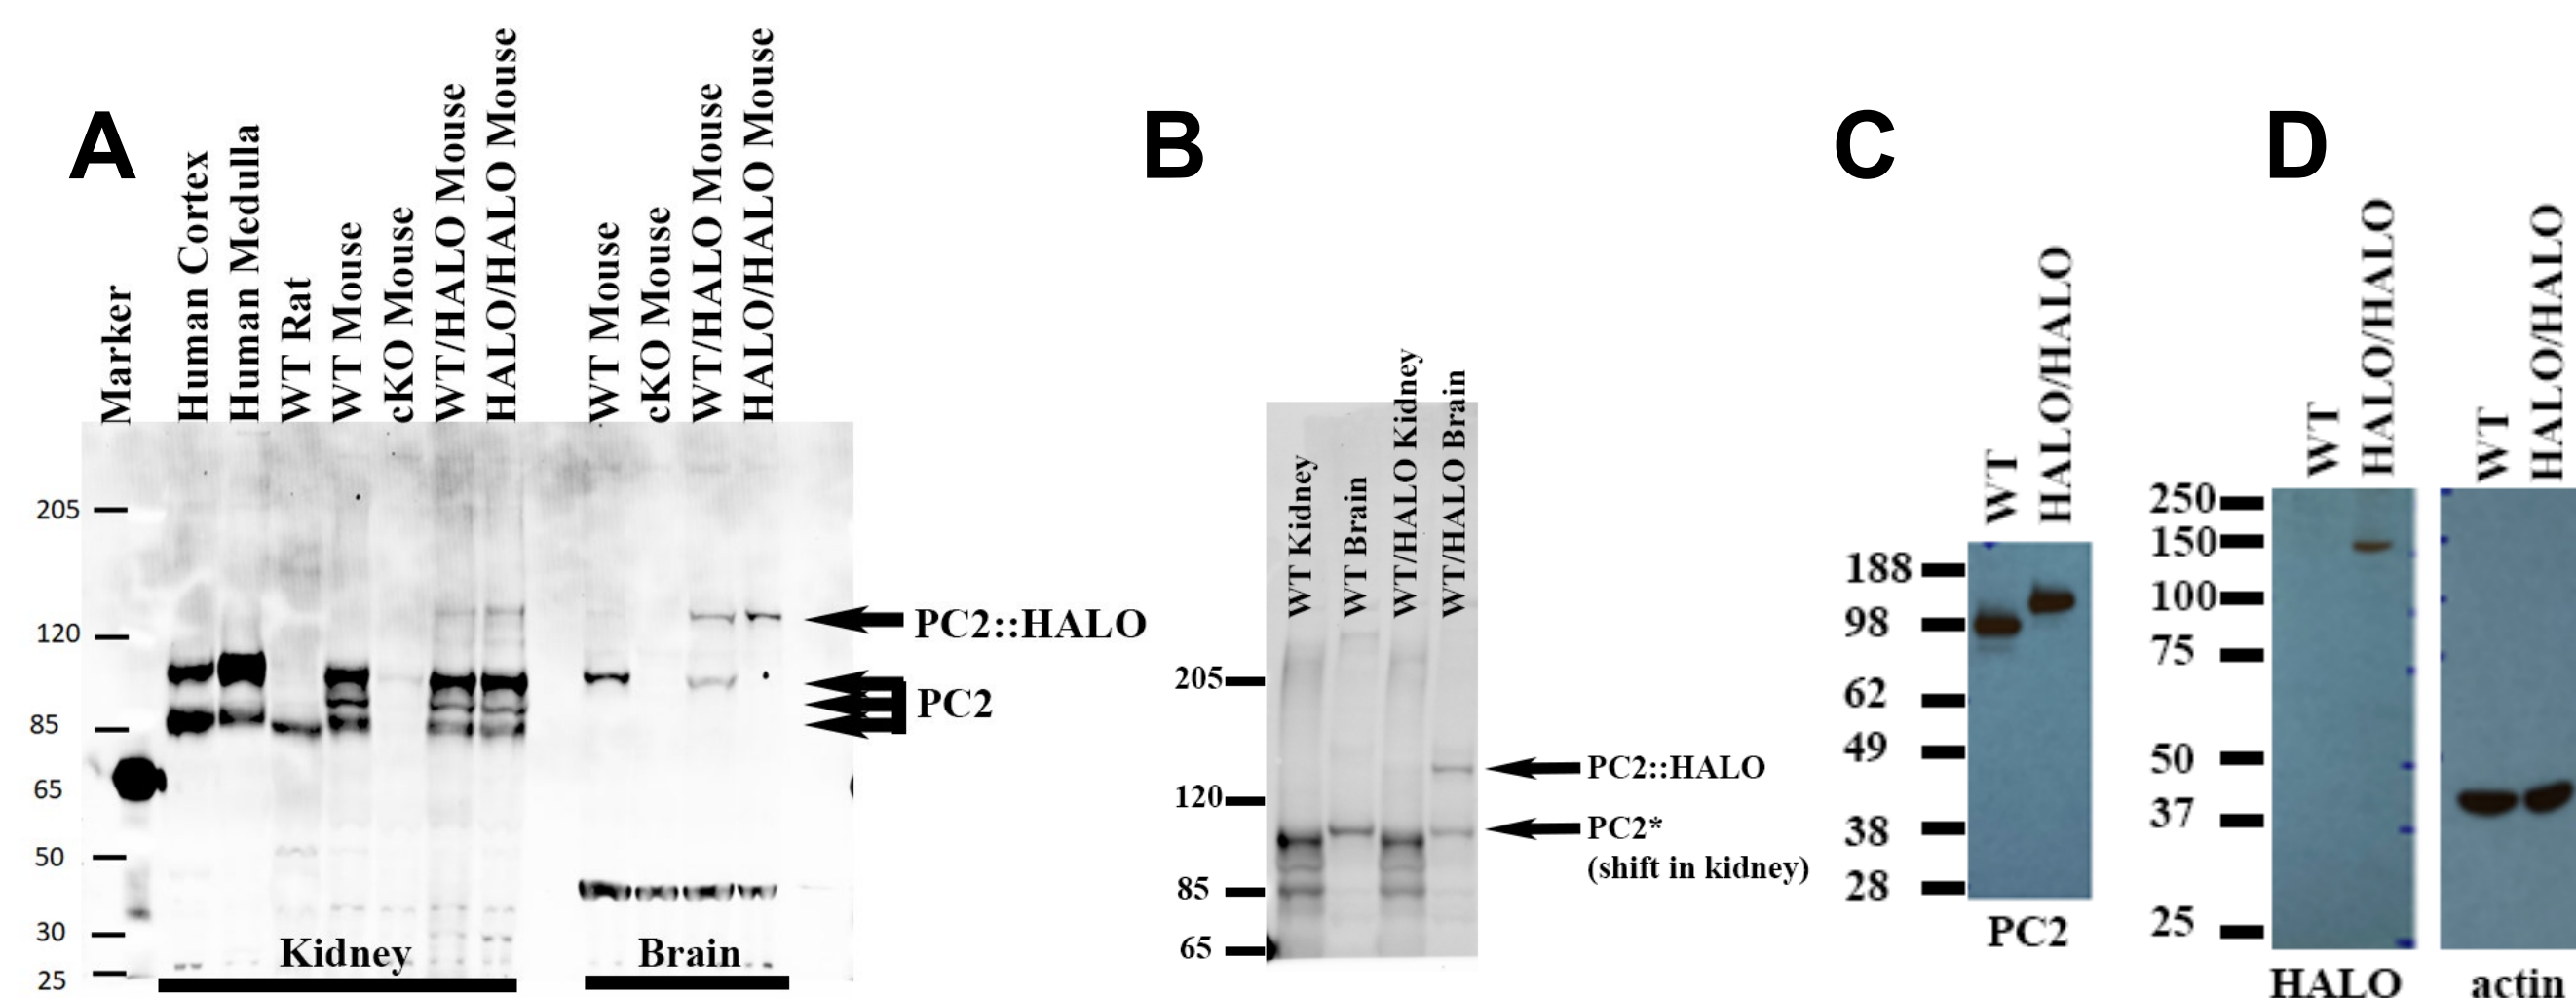 A
Marker
Human Cortex
Human Medulla
WT Rat
WT Mouse
cKO Mouse
WT/HALO Mouse
HALO/HALO Mouse
WT Mouse
cKO Mouse
WT/HALO Mouse
HALO/HALO Mouse
205
120
85
65
50
30
25
PC2::HALO
PC2
Kidney
Brain
B
WT Kidney
WT Brain
WT/HALO Kidney
WT/HALO Brain
205
120
85
65
PC2::HALO
PC2*
(shift in kidney)
C
WT
HALO/HALO
188
98
62
49
38
28
PC2
D
WT
HALO/HALO
WT
HALO/HALO
250
150
100
75
50
37
25
HALO
actin